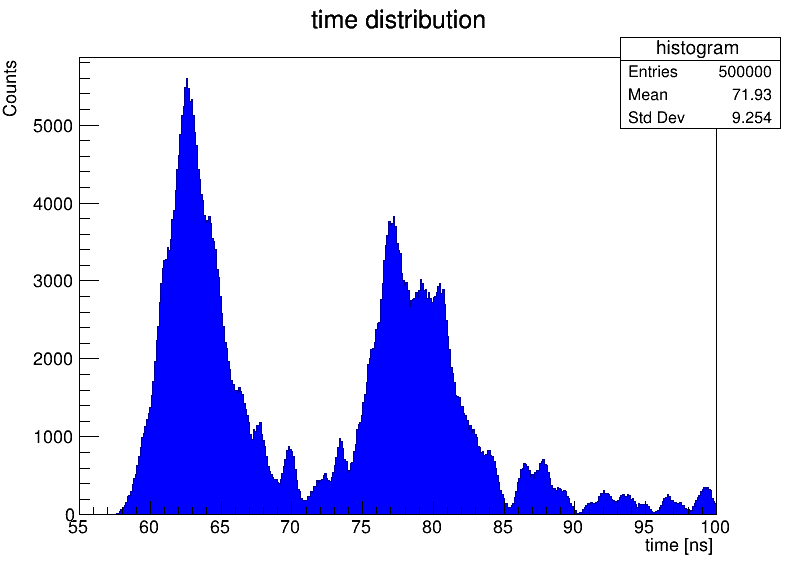 time distribution
histogram
Entries 500000
Mean 71.93
Std Dev 9.254
Counts
5000
4000
3000
2000
1000
0
55 60 65 70 75 80 85 90 95 100
time [ns]